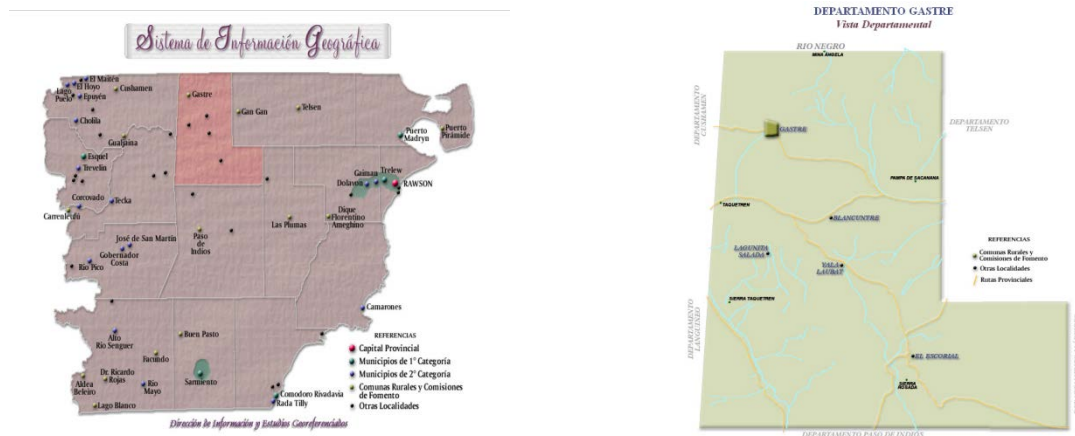 Sistema de Información Geográfica
El Maitén
El Hoyo
Lago
Puelo
Epuyén
Cushamen
Cholila
Gualjaina
Esquel
Trevelin
Corcovado
Tecka
Carrenleufú
José de San Martín
Gobernador
Costa
Río Pico
Gastre
Gan Gan
Telsen
Puerto
Madryn
Puerto
Pirámide
Gaiman
Trelew
Dolavon
RAWSON
Dique
Florentino
Ameghino
Las Plumas
Paso
de
Indios
Camarones
Buen Pasto
Alto
Río Senguer
Facundo
Dr. Ricardo
Rojas
Aldea
Beleiro
Río
Mayo
Lago Blanco
Sarmiento
Comodoro Rivadavia
Rada Tilly
REFERENCIAS
Capital Provincial
Municipios de 1° Categoría
Municipios de 2° Categoría
Comunas Rurales y Comisiones
de Fomento
Otras Localidades
Dirección de Información y Estudios Georeferenciados
DEPARTAMENTO GASTRE
Vista Departamental
RIO NEGRO
MINA ANGELA
DEPARTAMENTO
CUSHAMEN
GASTRE
DEPARTAMENTO
TELSEN
PAMPA DE SACANANA
TAQUETREN
BLANCUNTRE
LAGUNITA
SALADA
YALA
LAUBAT
SIERRA TAQUETREN
DEPARTAMENTO
LANGUINEO
EL ESCORIAL
SIERRA
ROSADA
DEPARTAMENTO PASO DE INDIOS
REFERENCIAS
Comunas Rurales y
Comisiones de Fomento
Otras Localidades
Rutas Provinciales